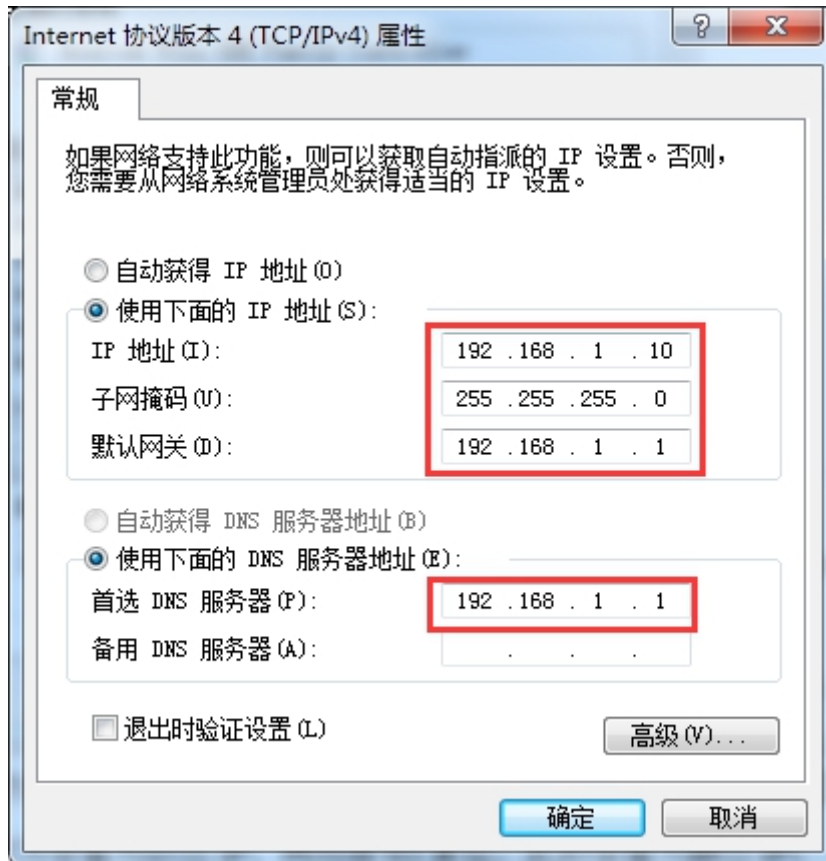 Internet 协议版本 4 (TCP/IPv4) 属性
常规
如果网络支持此功能，则可以获取自动指派的 IP 设置。否则，
您需要从网络系统管理员处获得适当的 IP 设置。
自动获得 IP 地址(O)
使用下面的 IP 地址(S):
IP 地址(I): 192 .168 . 1 . 10
子网掩码(U): 255 .255 .255 . 0
默认网关(D): 192 .168 . 1 . 1
自动获得 DNS 服务器地址(B)
使用下面的 DNS 服务器地址(E):
首选 DNS 服务器(P): 192 .168 . 1 . 1
备用 DNS 服务器(A): . . .
退出时验证设置(L)
高级(V)...
确定 取消